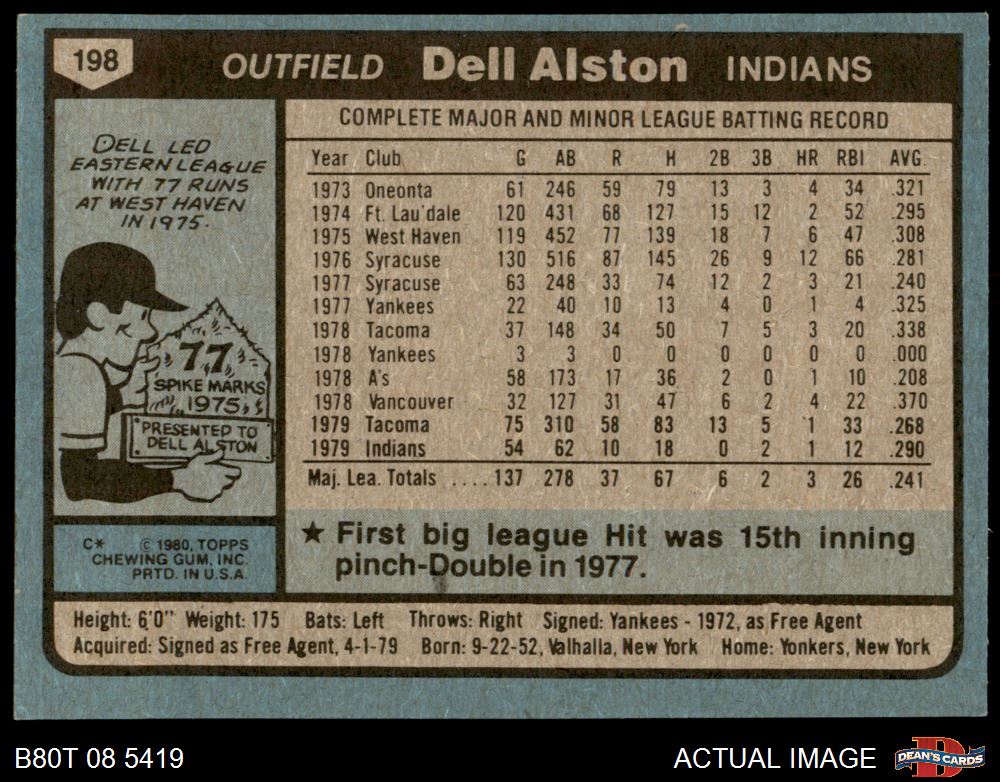 198 OUTFIELD Dell Alston INDIANS
DELL LED
EASTERN LEAGUE
WITH 77 RUNS
AT WEST HAVEN
IN 1975.
77
SPIKE MARKS
1975
PRESENTED TO
DELL ALSTON
C* © 1980, TOPPS
CHEWING GUM, INC.
PRTD. IN U.S.A.
COMPLETE MAJOR AND MINOR LEAGUE BATTING RECORD
Year Club G AB R H 2B 3B HR RBI AVG.
1973 Oneonta 61 246 59 79 13 3 4 34 .321
1974 Ft. Lau'dale 120 431 68 127 15 12 2 52 .295
1975 West Haven 119 452 77 139 18 7 6 47 .308
1976 Syracuse 130 516 87 145 26 9 12 66 .281
1977 Syracuse 63 248 33 74 12 2 3 21 .240
1977 Yankees 22 40 10 13 4 0 1 4 .325
1978 Tacoma 37 148 34 50 7 5 3 20 .338
1978 Yankees 3 3 0 0 0 0 0 0 .000
1978 A's 58 173 17 36 2 0 1 10 .208
1978 Vancouver 32 127 31 47 6 2 4 22 .370
1979 Tacoma 75 310 58 83 13 5 1 33 .268
1979 Indians 54 62 10 18 0 2 1 12 .290
Maj. Lea. Totals ....137 278 37 67 6 2 3 26 .241
★ First big league Hit was 15th inning
pinch-Double in 1977.
Height: 6'0" Weight: 175 Bats: Left Throws: Right Signed: Yankees - 1972, as Free Agent
Acquired: Signed as Free Agent, 4-1-79 Born: 9-22-52, Valhalla, New York Home: Yonkers, New York
B80T 08 5419 ACTUAL IMAGE D DEAN'S CARDS